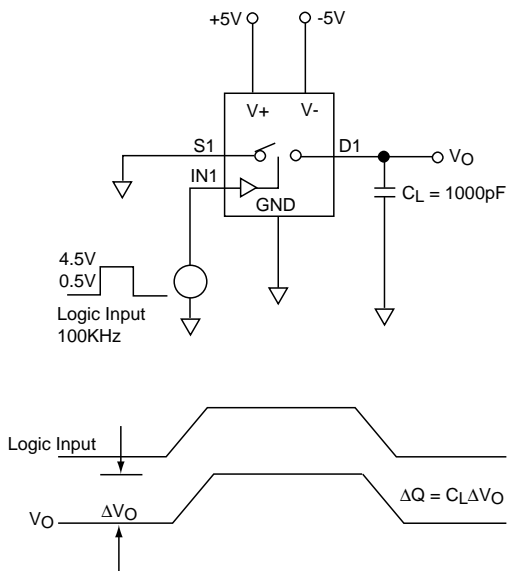 +5V -5V
V+ V-
S1 D1
VO
IN1
CL = 1000pF
GND
4.5V
0.5V
Logic Input
100KHz
Logic Input
ΔVO ΔQ = CLΔVO
VO